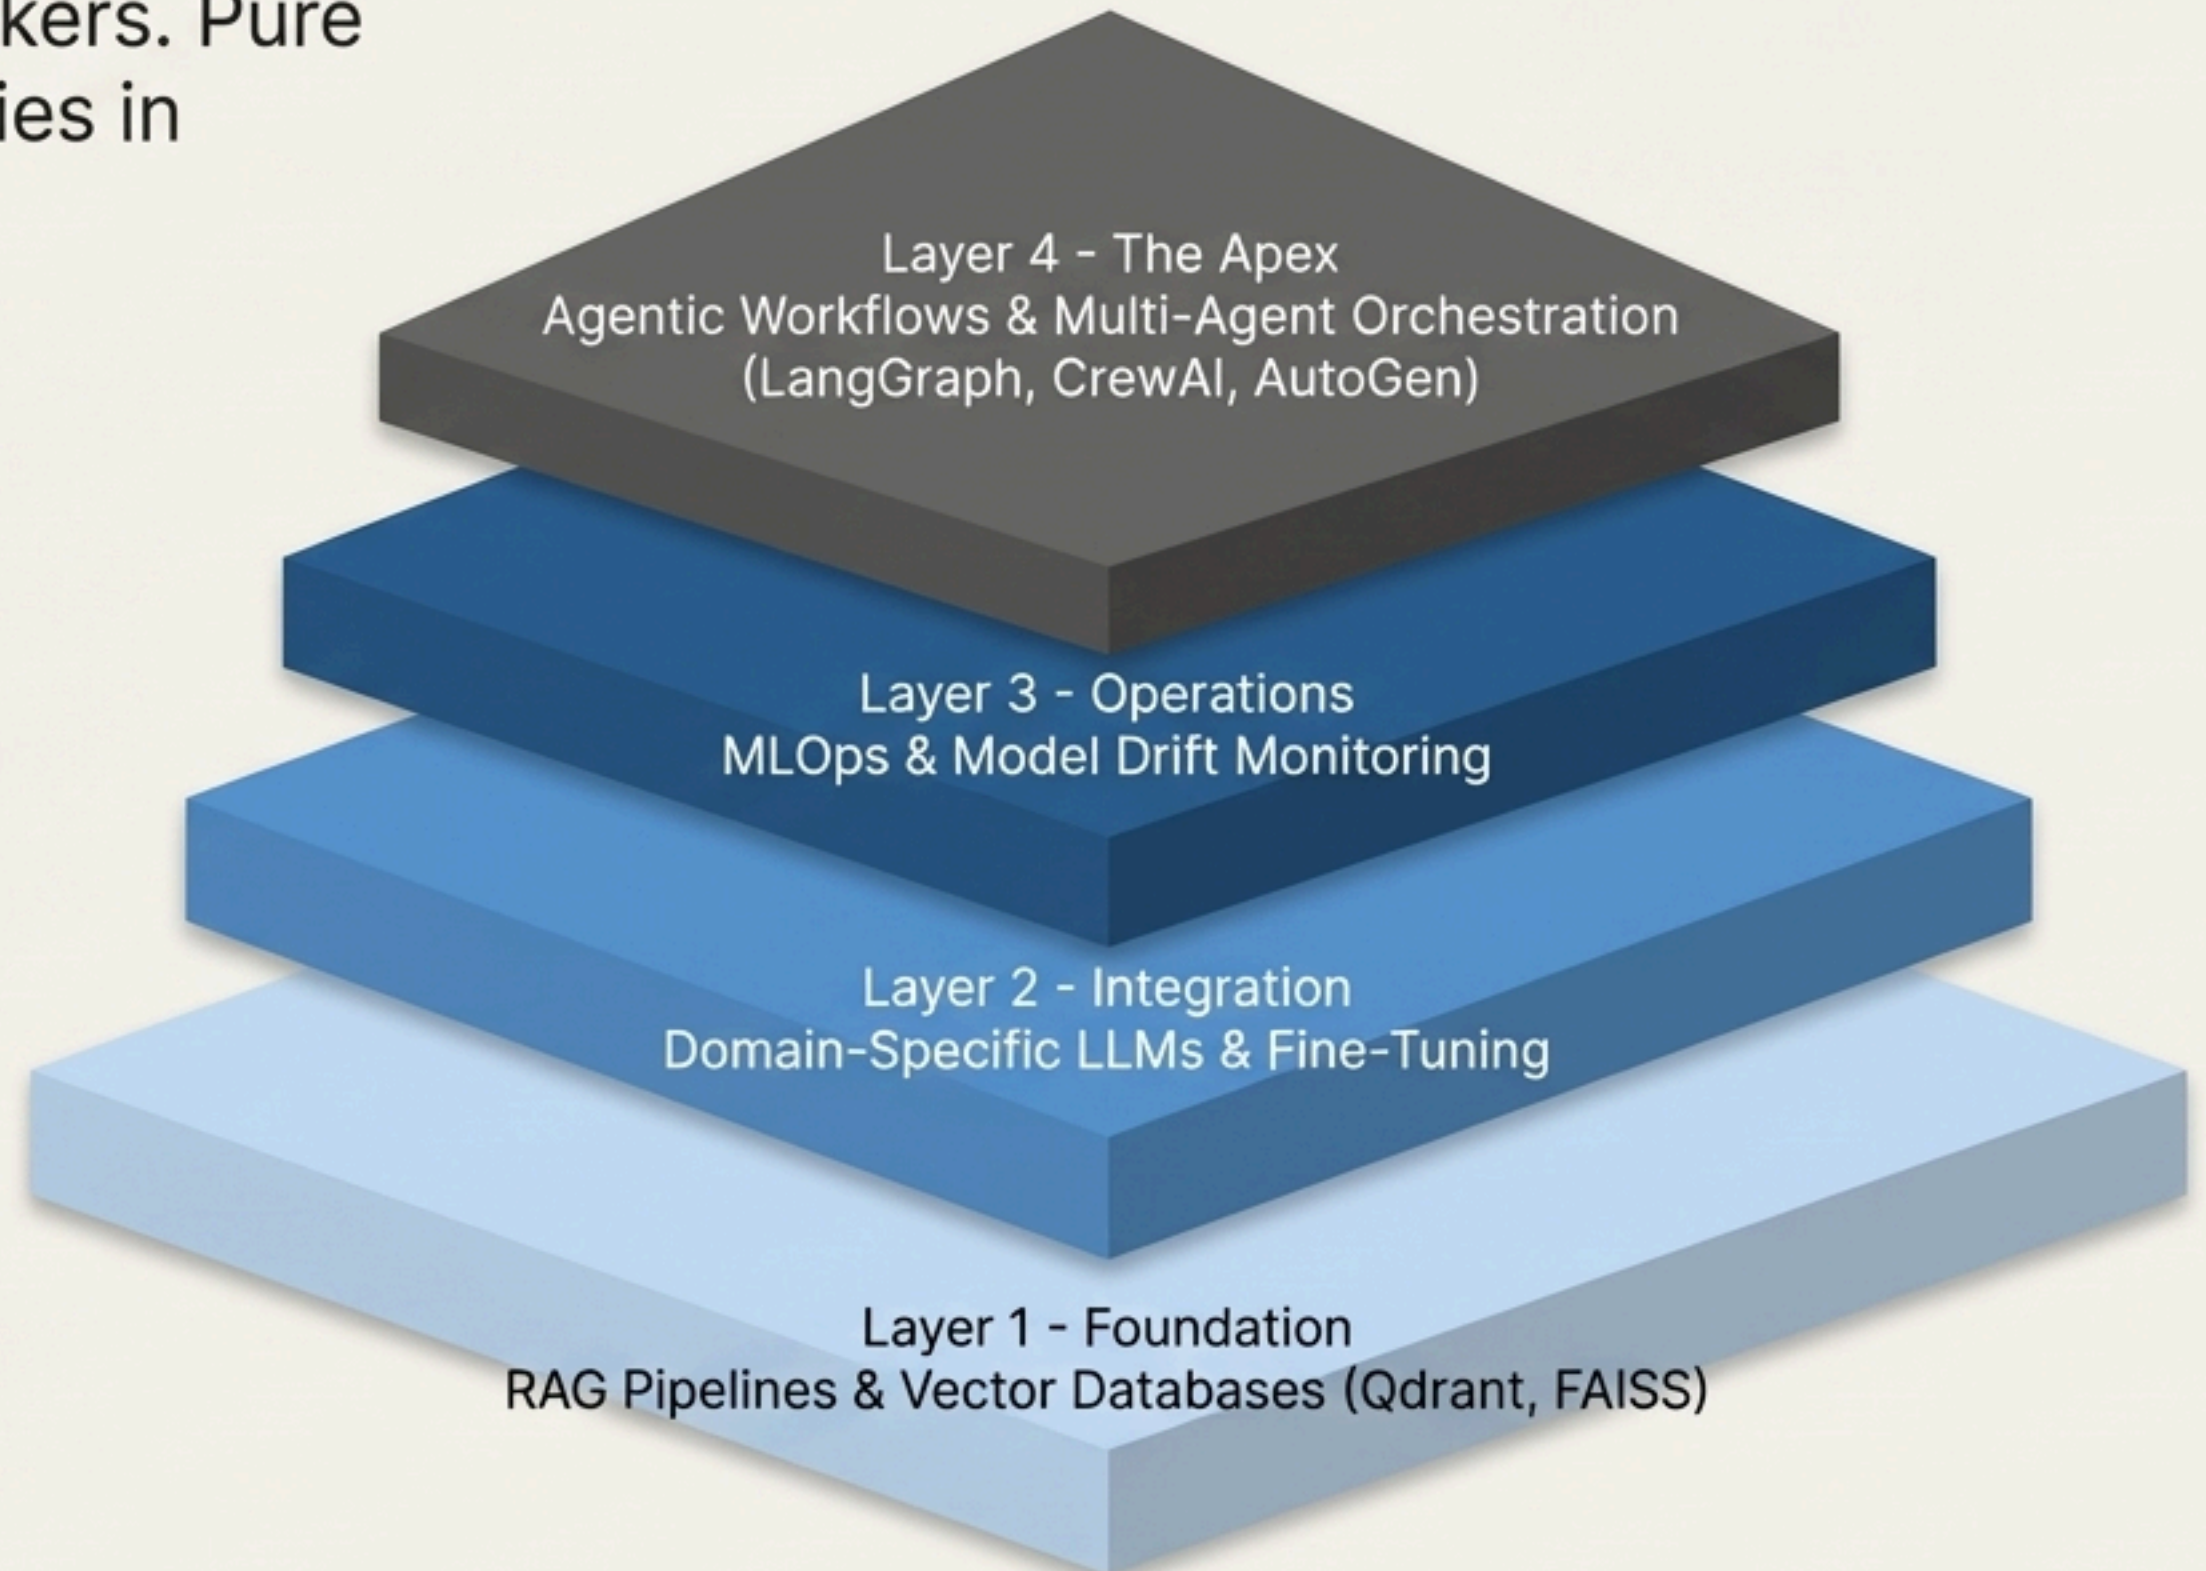 kers. Pure
ies in
Layer 4 - The Apex
Agentic Workflows & Multi-Agent Orchestration
(LangGraph, CrewAI, AutoGen)
Layer 3 - Operations
MLOps & Model Drift Monitoring
Layer 2 - Integration
Domain-Specific LLMs & Fine-Tuning
Layer 1 - Foundation
RAG Pipelines & Vector Databases (Qdrant, FAISS)